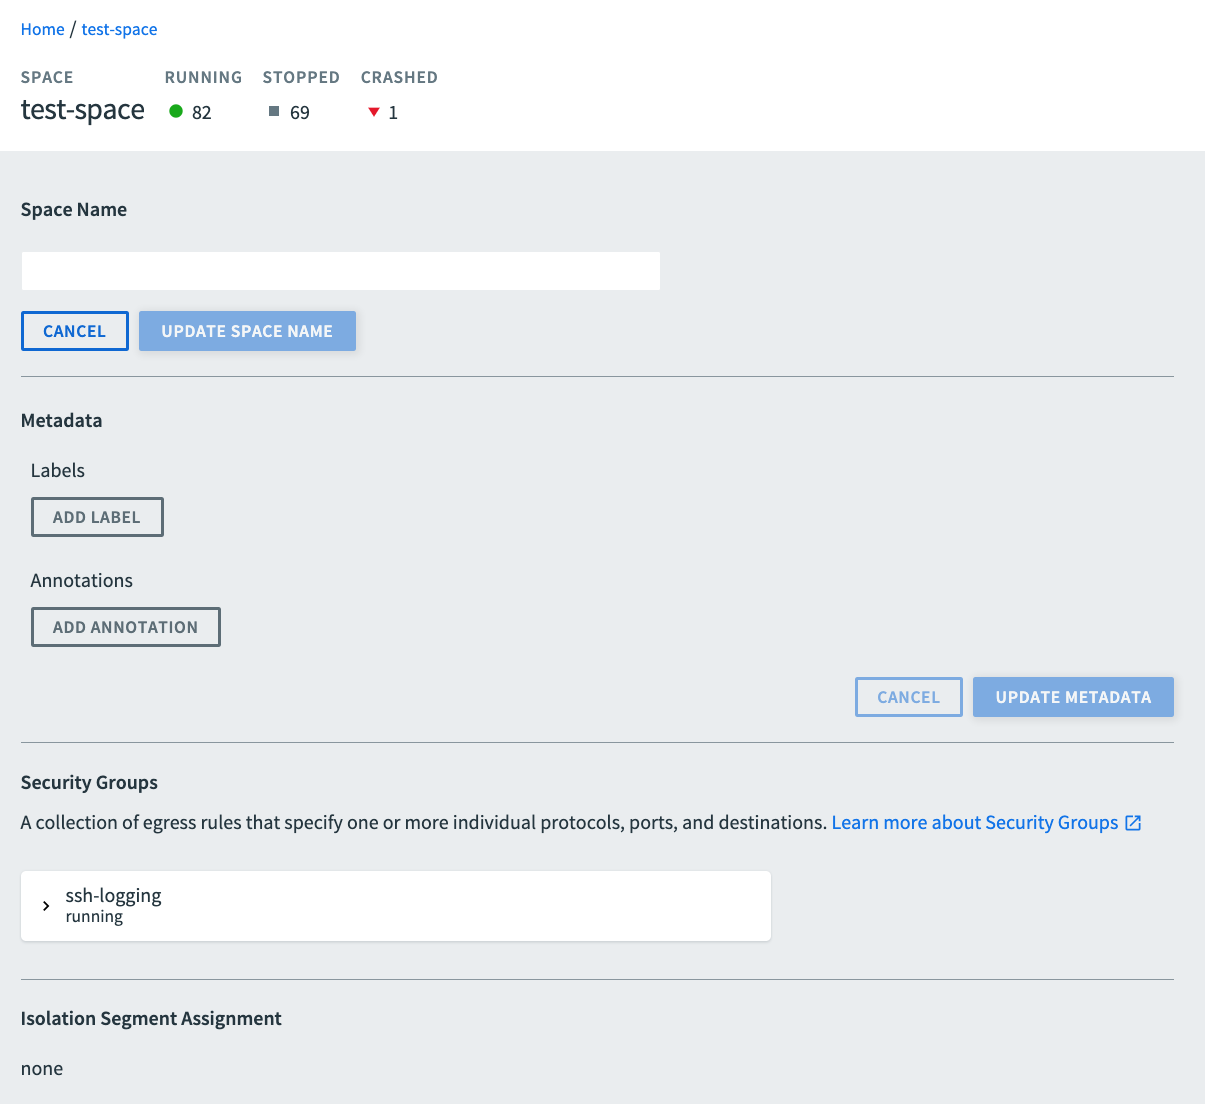 Home / test-space
SPACE RUNNING STOPPED CRASHED
test-space 82 69 1
Space Name
CANCEL UPDATE SPACE NAME
Metadata
Labels
ADD LABEL
Annotations
ADD ANNOTATION
CANCEL UPDATE METADATA
Security Groups
A collection of egress rules that specify one or more individual protocols, ports, and destinations. Learn more about Security Groups
ssh-logging
running
Isolation Segment Assignment
none